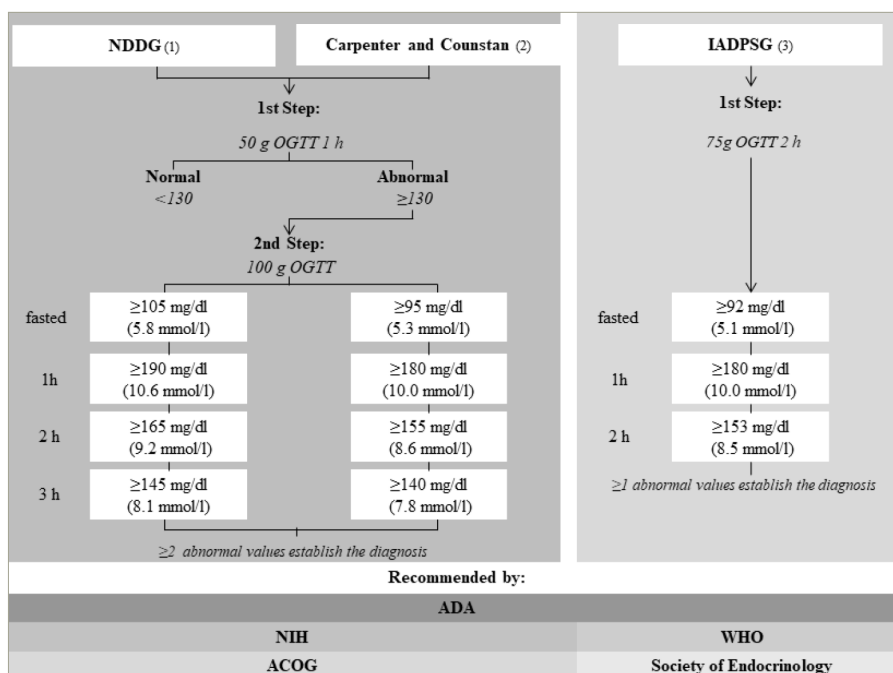 NDDG (1)
Carpenter and Counstan (2)
1st Step:
50 g OGTT 1 h
Normal
<130
Abnormal
≥130
2nd Step:
100 g OGTT
fasted
≥105 mg/dl
(5.8 mmol/l)
≥95 mg/dl
(5.3 mmol/l)
1h
≥190 mg/dl
(10.6 mmol/l)
≥180 mg/dl
(10.0 mmol/l)
2 h
≥165 mg/dl
(9.2 mmol/l)
≥155 mg/dl
(8.6 mmol/l)
3 h
≥145 mg/dl
(8.1 mmol/l)
≥140 mg/dl
(7.8 mmol/l)
≥2 abnormal values establish the diagnosis
IADPSG (3)
1st Step:
75g OGTT 2 h
fasted
≥92 mg/dl
(5.1 mmol/l)
1h
≥180 mg/dl
(10.0 mmol/l)
2 h
≥153 mg/dl
(8.5 mmol/l)
≥1 abnormal values establish the diagnosis
Recommended by:
ADA
NIH
WHO
ACOG
Society of Endocrinology